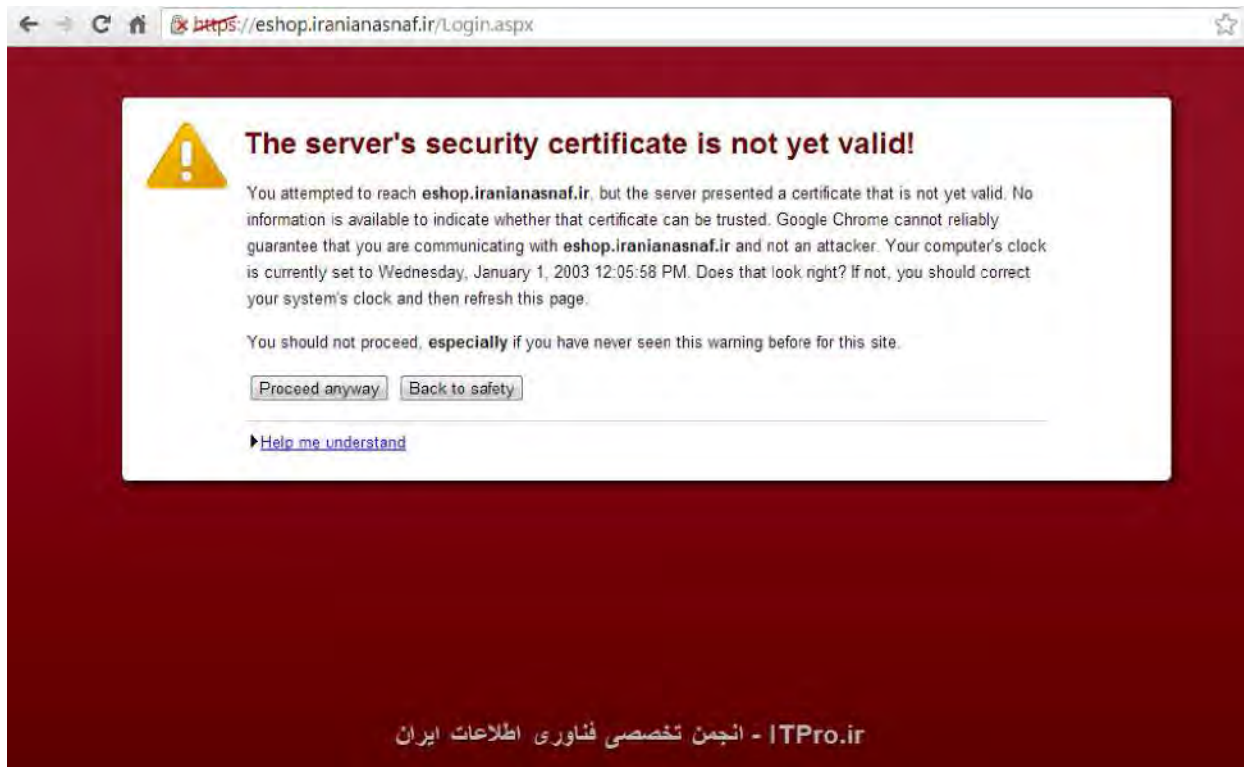 https://eshop.iranianasnaf.ir/Login.aspx
The server's security certificate is not yet valid!
You attempted to reach eshop.iranianasnaf.ir, but the server presented a certificate that is not yet valid. No
information is available to indicate whether that certificate can be trusted. Google Chrome cannot reliably
guarantee that you are communicating with eshop.iranianasnaf.ir and not an attacker. Your computer's clock
is currently set to Wednesday, January 1, 2003 12:05:58 PM. Does that look right? If not, you should correct
your system's clock and then refresh this page.
You should not proceed, especially if you have never seen this warning before for this site.
Proceed anyway Back to safety
Help me understand
ITPro.ir - انجمن تخصصی فناوری اطلاعات ایران